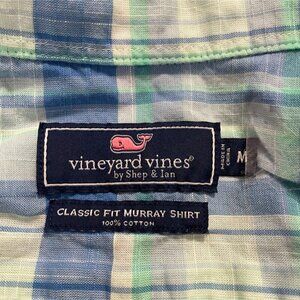 vineyard vines®
by Shep & Ian
M
MADE IN
CHINA
CLASSIC FIT MURRAY SHIRT
100% COTTON